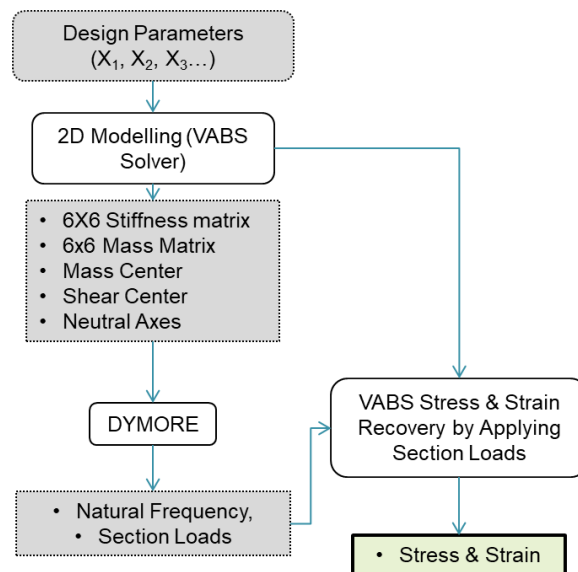 Design Parameters
(X₁, X₂, X₃…)
2D Modelling (VABS
Solver)
• 6X6 Stiffness matrix
• 6x6 Mass Matrix
• Mass Center
• Shear Center
• Neutral Axes
DYMORE
• Natural Frequency,
• Section Loads
VABS Stress & Strain
Recovery by Applying
Section Loads
• Stress & Strain